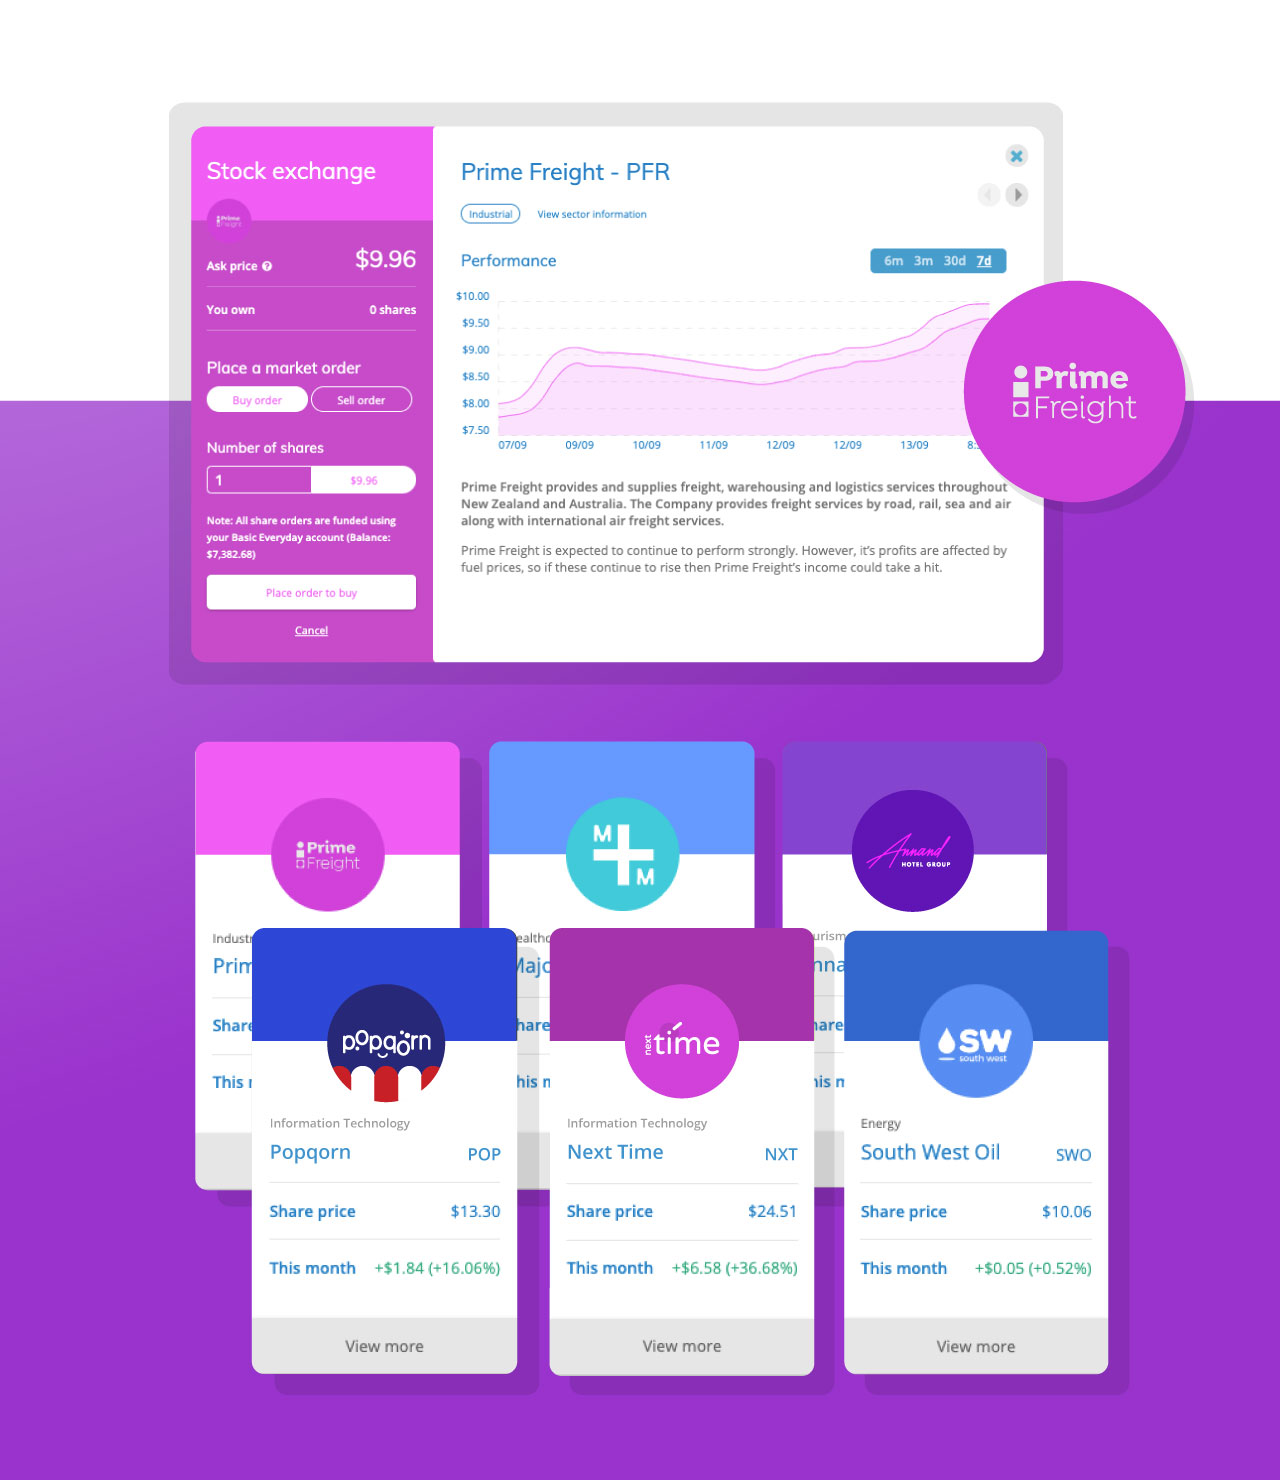 Stock exchange
Prime
Freight
Ask price ?
$9.96
You own
0 shares
Place a market order
Buy order
Sell order
Number of shares
1
$9.96
Note: All share orders are funded using
your Basic Everyday account (Balance:
$7,382.68)
Place order to buy
Cancel
Prime Freight - PFR
Industrial
View sector information
Performance
6m 3m 30d 7d
$10.00
$9.50
$9.00
$8.50
$8.00
$7.50
07/09 09/09 10/09 11/09 12/09 12/09 13/09
Prime Freight provides and supplies freight, warehousing and logistics services throughout
New Zealand and Australia. The Company provides freight services by road, rail, sea and air
along with international air freight services.
Prime Freight is expected to continue to perform strongly. However, it's profits are affected by
fuel prices, so if these continue to rise then Prime Freight's income could take a hit.
Prime
Freight
Prime
Freight
Share
This
M
M
Annand
HOTEL GROUP
popqorn
Information Technology
Popqorn
POP
Share price
$13.30
This month
+$1.84 (+16.06%)
View more
next time
Information Technology
Next Time
NXT
Share price
$24.51
This month
+$6.58 (+36.68%)
View more
SW
south west
Energy
South West Oil
SWO
Share price
$10.06
This month
+$0.05 (+0.52%)
View more